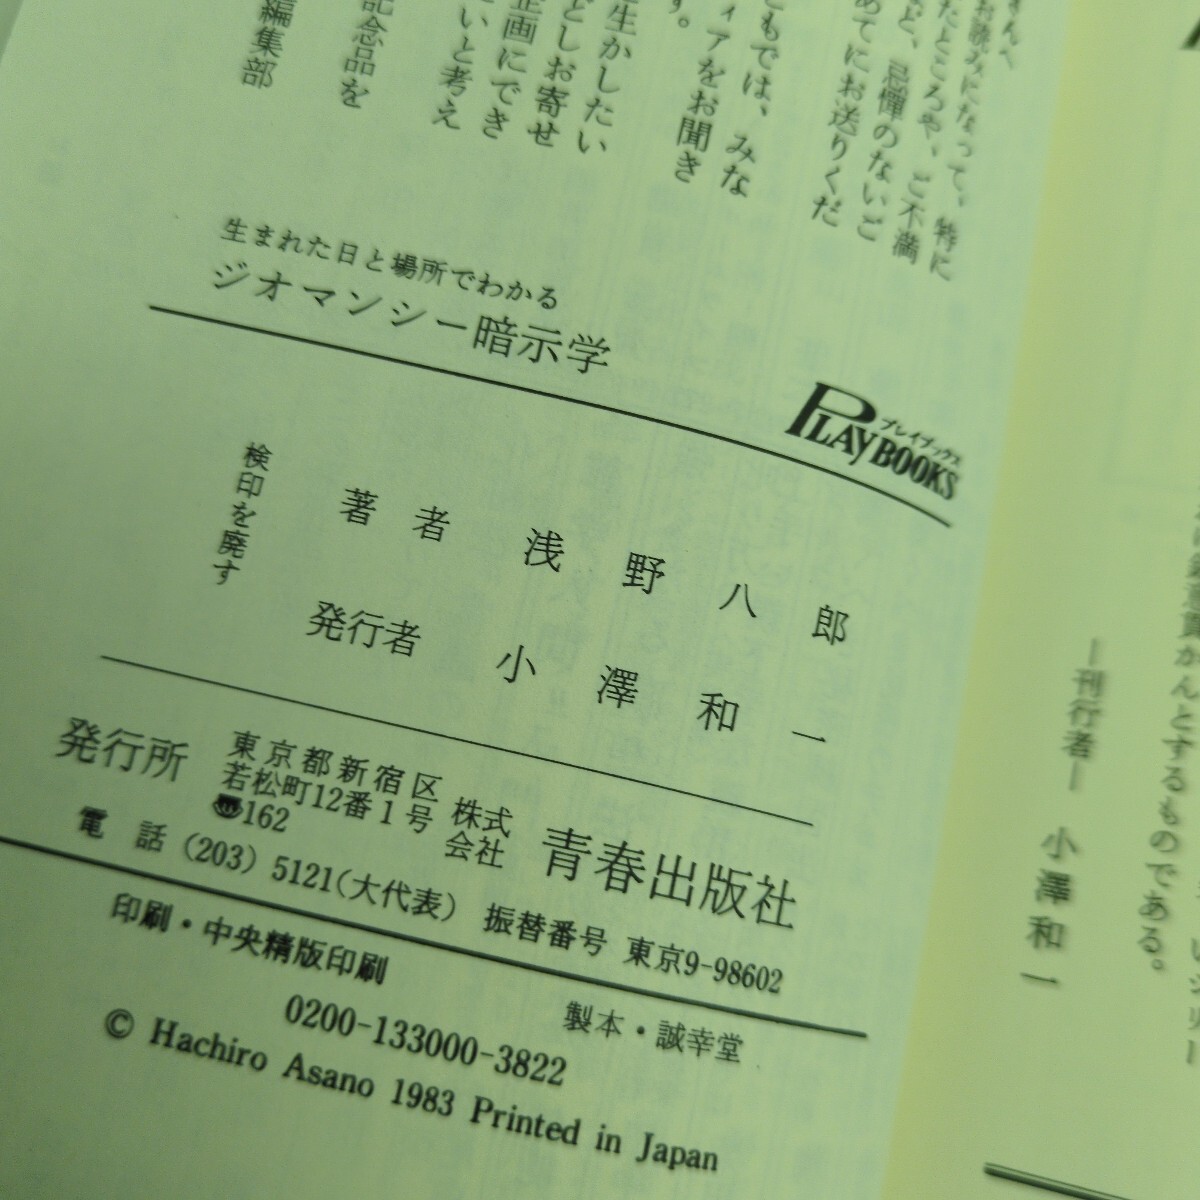 すんへ
お読みになって、特に
たところや、ご不満
など、忌憚のないご
めてにお送りくだ
ともでは、みな
ィアをお聞き
す。
生かしたい
どしお寄せ
企画にでき
いと考え
記念品を
編集部
生まれた日と場所でわかる
ジオマンシー暗示学
PLAYBOOKS
プレイブックス
検印を廃す
著者 浅野八郎
発行者 小澤和一
発行所
東京都新宿区
若松町12番1号
〠162
株式会社
青春出版社
電話(203)5121(大代表) 振替番号 東京9-98602
印刷・中央精版印刷
製本・誠幸堂
0200-133000-3822
© Hachiro Asano 1983 Printed in Japan
かんとするものである。
―刊行者― 小澤和一